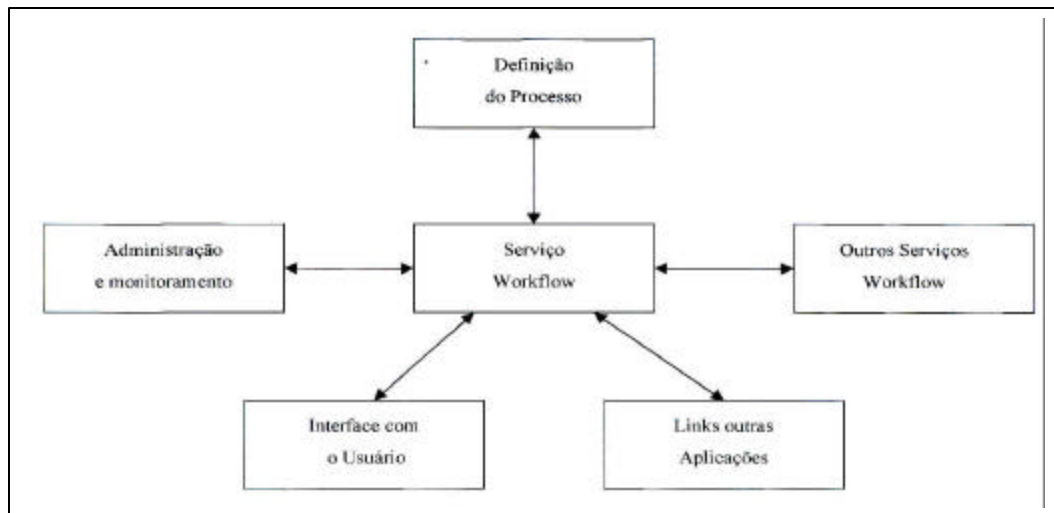 Definição
do Processo
Administração
e monitoramento
Serviço
Workflow
Outros Serviços
Workflow
Interface com
o Usuário
Links outras
Aplicações